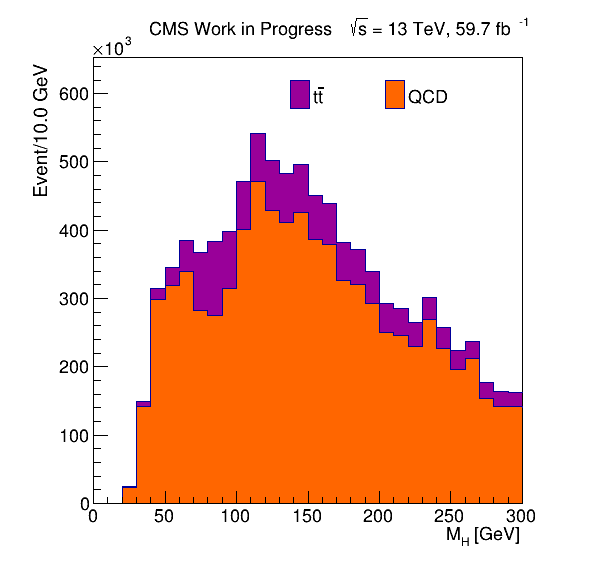 CMS Work in Progress √s = 13 TeV, 59.7 fb⁻¹
×10³
Event/10.0 GeV
tt̄ QCD
600
500
400
300
200
100
0
0 50 100 150 200 250 300
M_H [GeV]